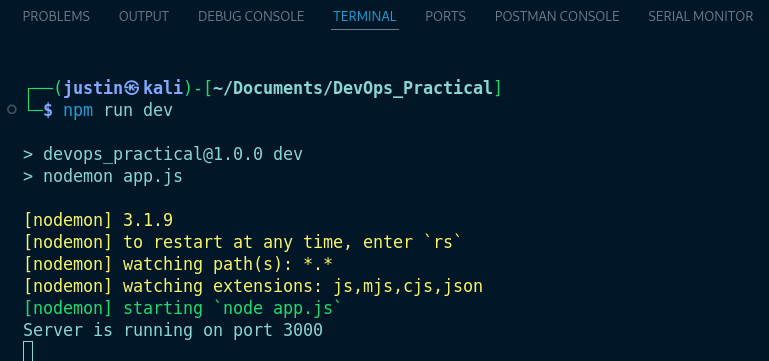 PROBLEMS OUTPUT DEBUG CONSOLE TERMINAL PORTS POSTMAN CONSOLE SERIAL MONITOR
┌──(justin㉿kali)-[~/Documents/DevOps_Practical]
└─$ npm run dev
> devops_practical@1.0.0 dev
> nodemon app.js
[nodemon] 3.1.9
[nodemon] to restart at any time, enter `rs`
[nodemon] watching path(s): *.*
[nodemon] watching extensions: js,mjs,cjs,json
[nodemon] starting `node app.js`
Server is running on port 3000